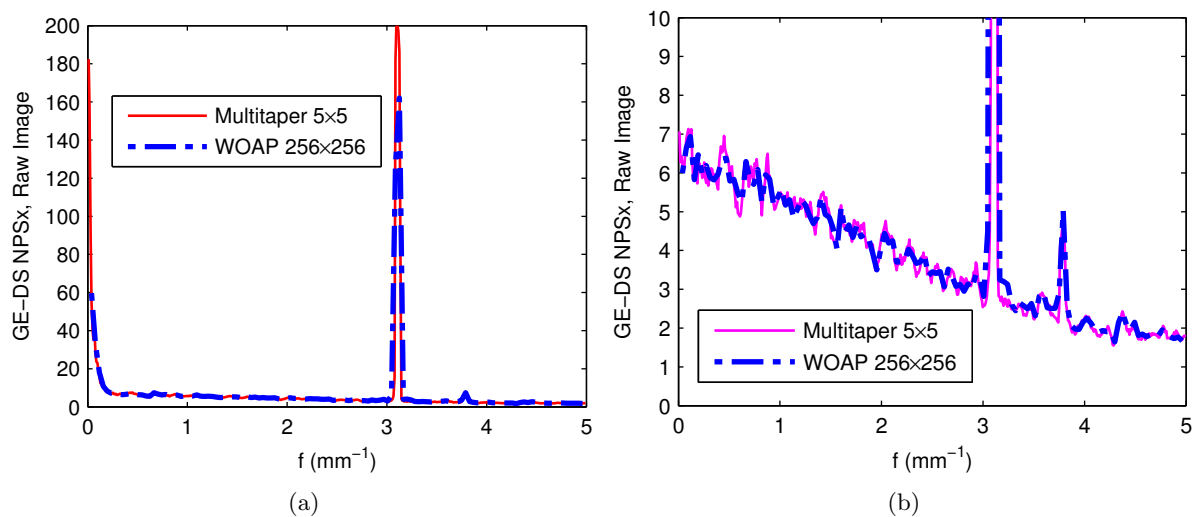 GE−DS NPSx, Raw Image
200
180
160
140
120
100
80
60
40
20
0
Multitaper 5×5
WOAP 256×256
0 1 2 3 4 5
f (mm⁻¹)
(a)
GE−DS NPSx, Raw Image
10
9
8
7
6
5
4
3
2
1
0
Multitaper 5×5
WOAP 256×256
0 1 2 3 4 5
f (mm⁻¹)
(b)